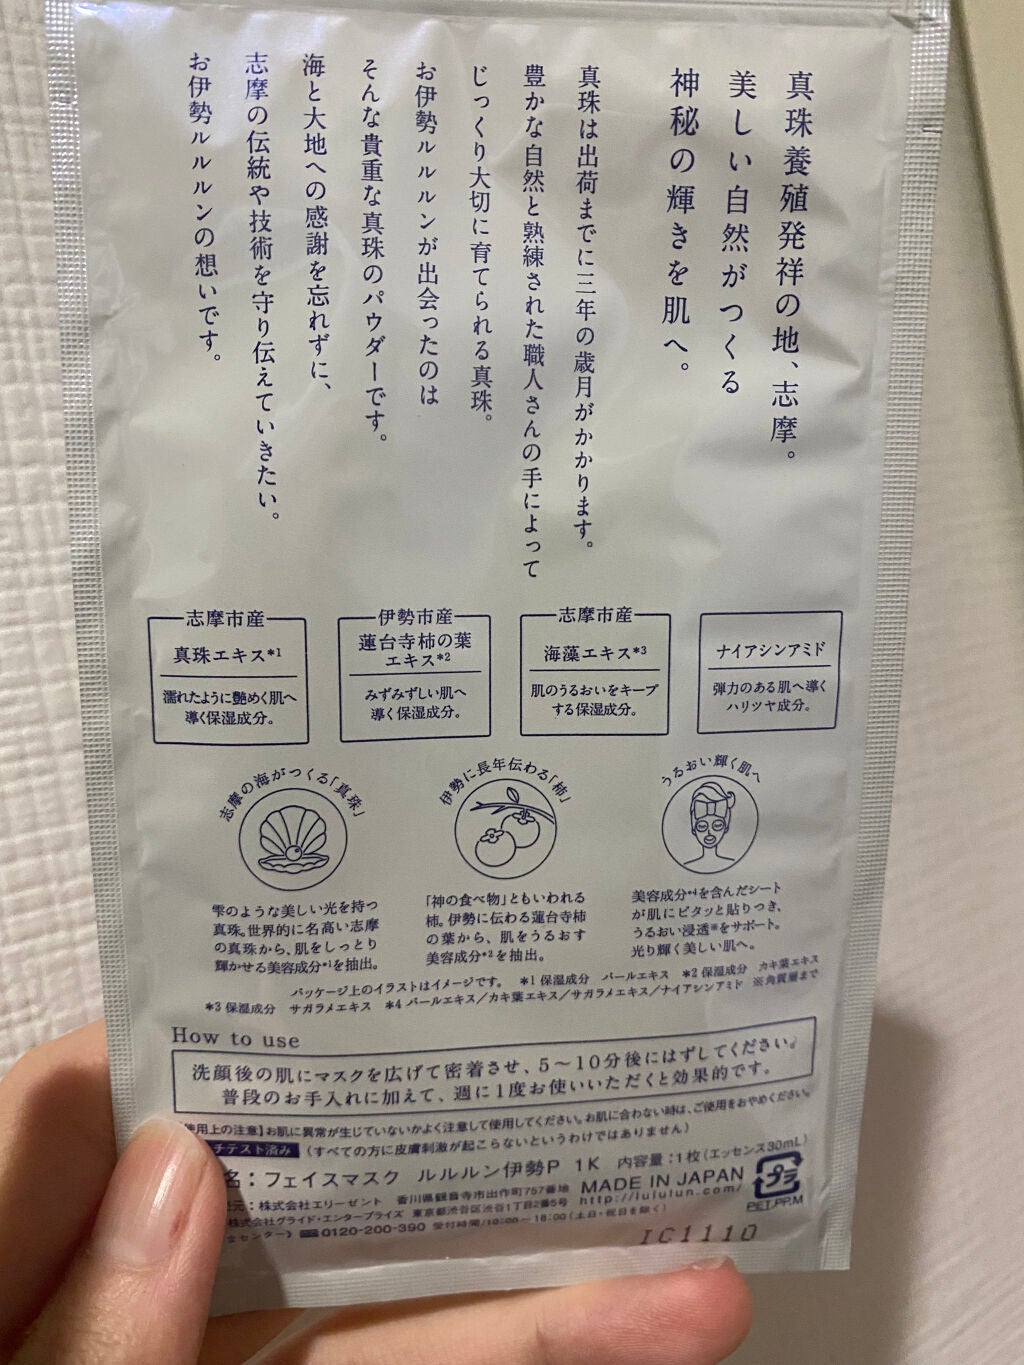 真珠養殖発祥の地、志摩。
美しい自然がつくる
神秘の輝きを肌へ。
真珠は出荷までに三年の歳月がかかります。
豊かな自然と熟練された職人さんの手によって
じっくり大切に育てられる真珠。
お伊勢ルルルンが出会ったのは
そんな貴重な真珠のパウダーです。
海と大地への感謝を忘れずに、
志摩の伝統や技術を守り伝えていきたい。
お伊勢ルルルンの想いです。
志摩市産
真珠エキス*1
濡れたように艶めく肌へ
導く保湿成分。
伊勢市産
蓮台寺柿の葉
エキス*2
みずみずしい肌へ
導く保湿成分。
志摩市産
海藻エキス*3
肌のうるおいをキープ
する保湿成分。
ナイアシンアミド
弾力のある肌へ導く
ハリツヤ成分。
志摩の海がつくる「真珠」
雫のような美しい光を持つ
真珠。世界的に名高い志摩
の真珠から、肌をしっとり
輝かせる美容成分*1を抽出。
伊勢に長年伝わる「柿」
「神の食べ物」ともいわれる
柿。伊勢に伝わる蓮台寺柿
の葉から、肌をうるおす
美容成分*2を抽出。
うるおい輝く肌へ
美容成分*4を含んだシート
が肌にピタッと貼りつき、
うるおい浸透※をサポート。
光り輝く美しい肌へ。
パッケージ上のイラストはイメージです。 *1 保湿成分 パールエキス *2 保湿成分 カキ葉エキス
*3 保湿成分 サガラメエキス *4 パールエキス/カキ葉エキス/サガラメエキス/ナイアシンアミド ※角質層まで
How to use
洗顔後の肌にマスクを広げて密着させ、5〜10分後にはずしてください。
普段のお手入れに加えて、週に1度お使いいただくと効果的です。
使用上の注意】お肌に異常が生じていないかよく注意して使用してください。お肌に合わない時は、ご使用をおやめください。
チテスト済み (すべての方に皮膚刺激が起こらないというわけではありません)
名:フェイスマスク ルルルン伊勢P 1K 内容量:1枚(エッセンス30mL)
元:株式会社エリーゼント 香川県観音寺市出作町757番地
株式会社グライド・エンタープライズ 東京都渋谷区渋谷1丁目2番5号
センター) 0120-200-390 受付時間/10:00〜18:00(土日・祝日を除く)
MADE IN JAPAN
http://lululun.com/
プラ
PET,PP,M
IC1110